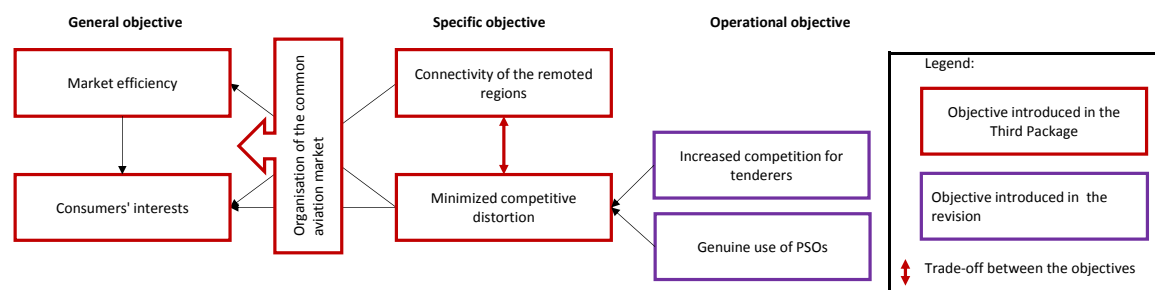 General objective
Specific objective
Operational objective
Market efficiency
Consumers' interests
Organisation of the common
aviation market
Connectivity of the remoted
regions
Minimized competitive
distortion
Increased competition for
tenderers
Genuine use of PSOs
Legend:
Objective introduced in the
Third Package
Objective introduced in  the
revision
Trade-off between the objectives